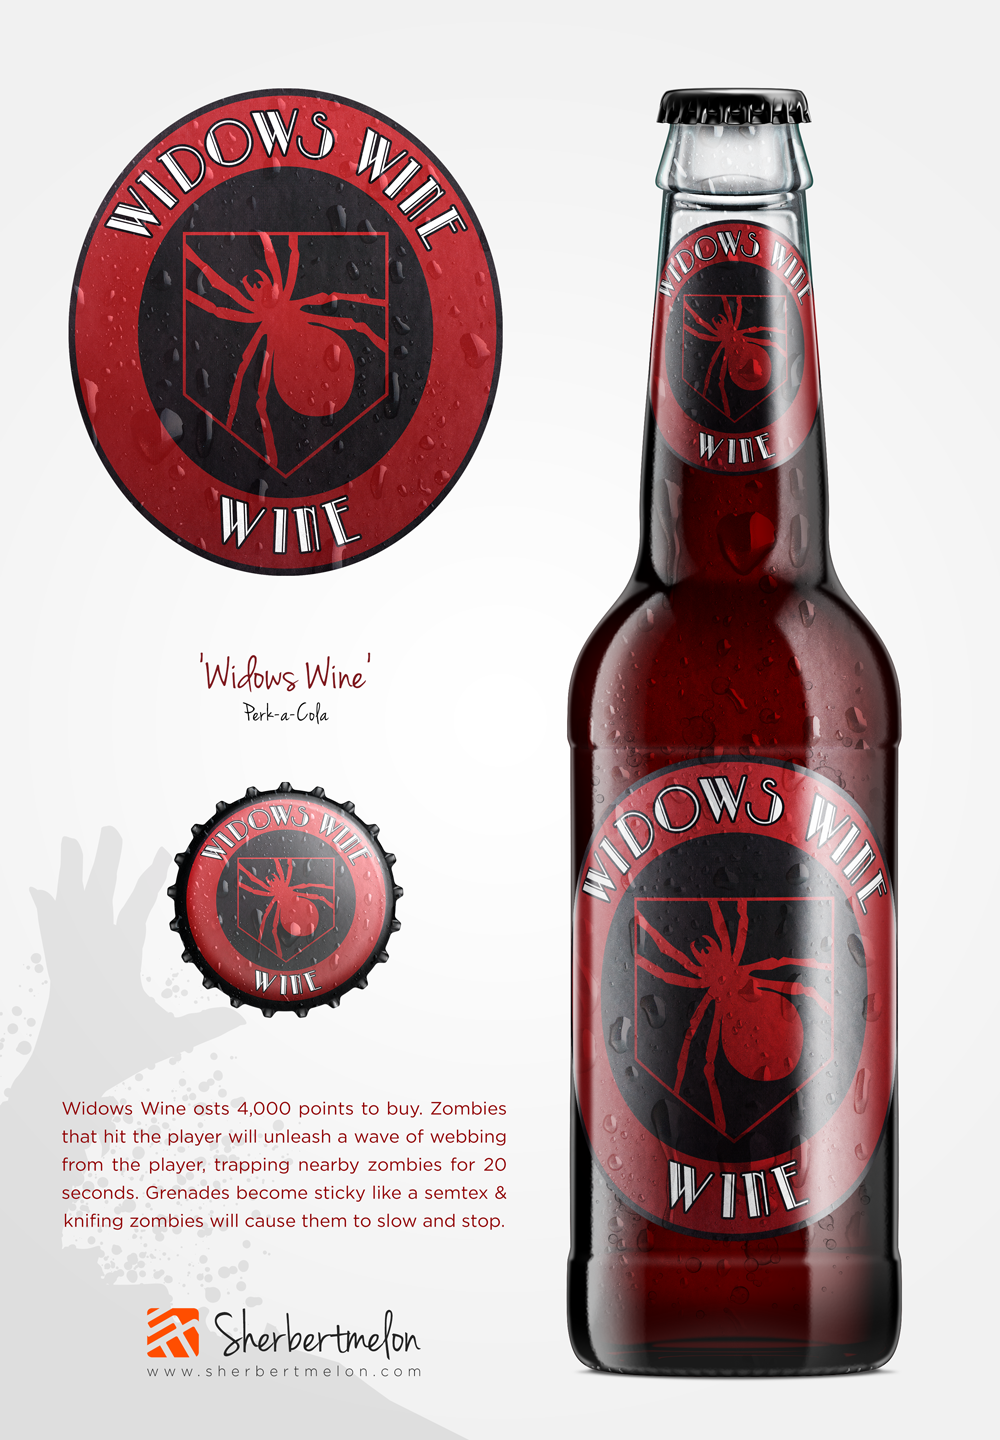 WIDOWS WINE
WINE
WIDOWS WINE
WINE
'Widows Wine'
Perk-a-Cola
WIDOWS WINE
WINE
WIDOWS WINE
WINE
Widows Wine osts 4,000 points to buy. Zombies
that hit the player will unleash a wave of webbing
from the player, trapping nearby zombies for 20
seconds. Grenades become sticky like a semtex &
knifing zombies will cause them to slow and stop.
Sherbertmelon
www.sherbertmelon.com